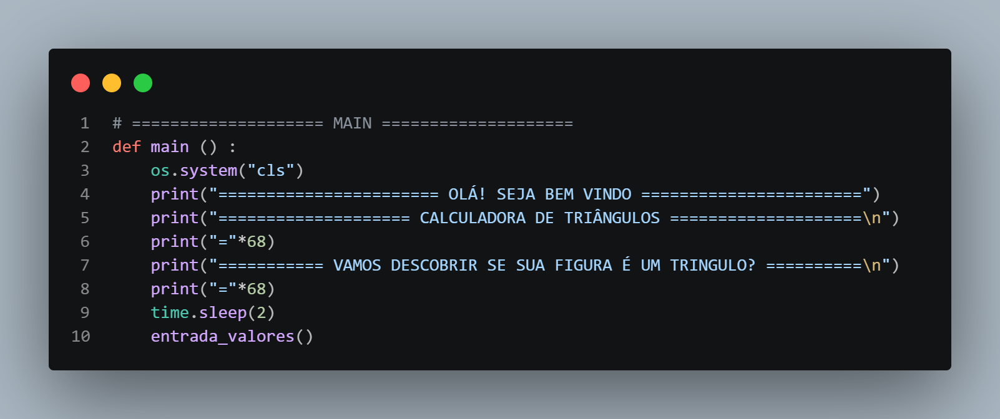 1 # ==================== MAIN ====================
2 def main () :
3     os.system("cls")
4     print("======================= OLÁ! SEJA BEM VINDO =======================")
5     print("==================== CALCULADORA DE TRIÂNGULOS ====================\n")
6     print("="*68)
7     print("=========== VAMOS DESCOBRIR SE SUA FIGURA É UM TRINGULO? ==========\n")
8     print("="*68)
9     time.sleep(2)
10     entrada_valores()